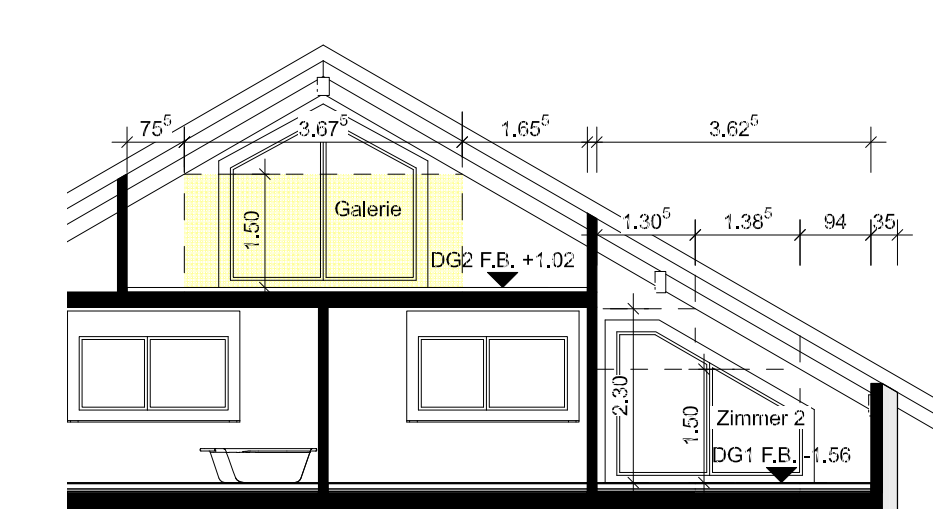 75⁵ 3.67⁵ 1.65⁵ 3.62⁵
1.30⁵ 1.38⁵ 94 35
Galerie
1.50
DG2 F.B. +1.02
2.30
1.50
Zimmer 2
DG1 F.B. -1.56